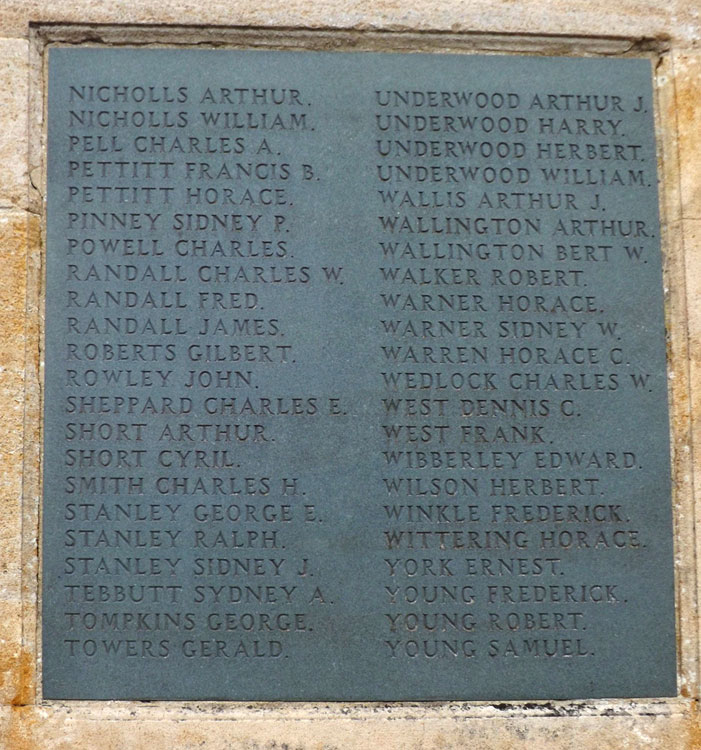 NICHOLLS ARTHUR.
NICHOLLS WILLIAM.
PELL CHARLES A.
PETTITT FRANCIS B.
PETTITT HORACE.
PINNEY SIDNEY P.
POWELL CHARLES.
RANDALL CHARLES W.
RANDALL FRED.
RANDALL JAMES.
ROBERTS GILBERT.
ROWLEY JOHN.
SHEPPARD CHARLES E.
SHORT ARTHUR.
SHORT CYRIL.
SMITH CHARLES H.
STANLEY GEORGE E.
STANLEY RALPH.
STANLEY SIDNEY J.
TEBBUTT SYDNEY A.
TOMPKINS GEORGE.
TOWERS GERALD.
UNDERWOOD ARTHUR J.
UNDERWOOD HARRY.
UNDERWOOD HERBERT.
UNDERWOOD WILLIAM.
WALLIS ARTHUR J.
WALLINGTON ARTHUR.
WALLINGTON BERT W.
WALKER ROBERT.
WARNER HORACE.
WARNER SIDNEY W.
WARREN HORACE C.
WEDLOCK CHARLES W.
WEST DENNIS C.
WEST FRANK.
WIBBERLEY EDWARD.
WILSON HERBERT.
WINKLE FREDERICK.
WITTERING HORACE.
YORK ERNEST.
YOUNG FREDERICK.
YOUNG ROBERT.
YOUNG SAMUEL.